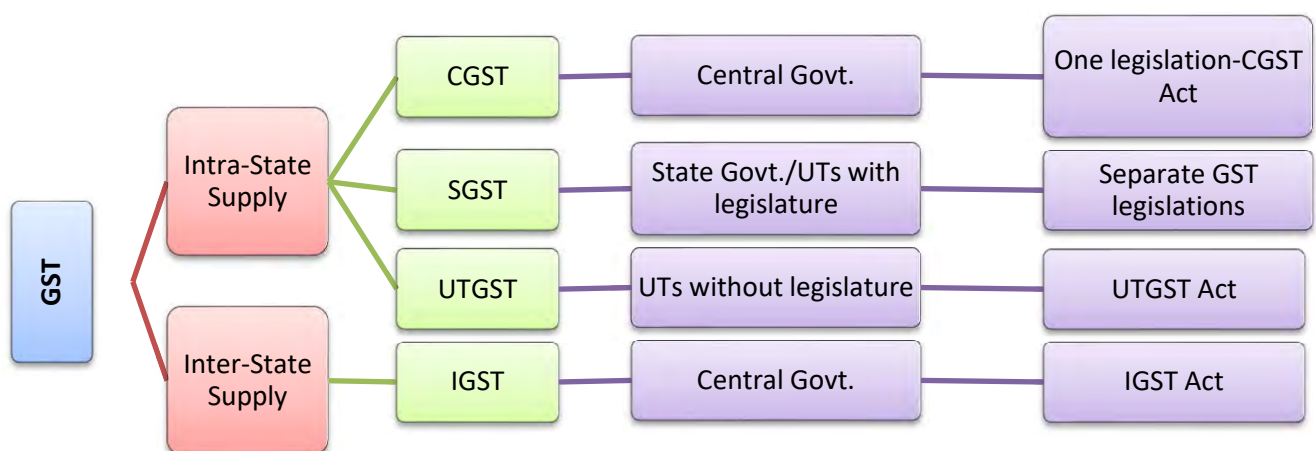 GST
Intra-State
Supply
CGST
Central Govt.
One legislation-CGST
Act
SGST
State Govt./UTs with
legislature
Separate GST
legislations
UTGST
UTs without legislature
UTGST Act
Inter-State
Supply
IGST
Central Govt.
IGST Act